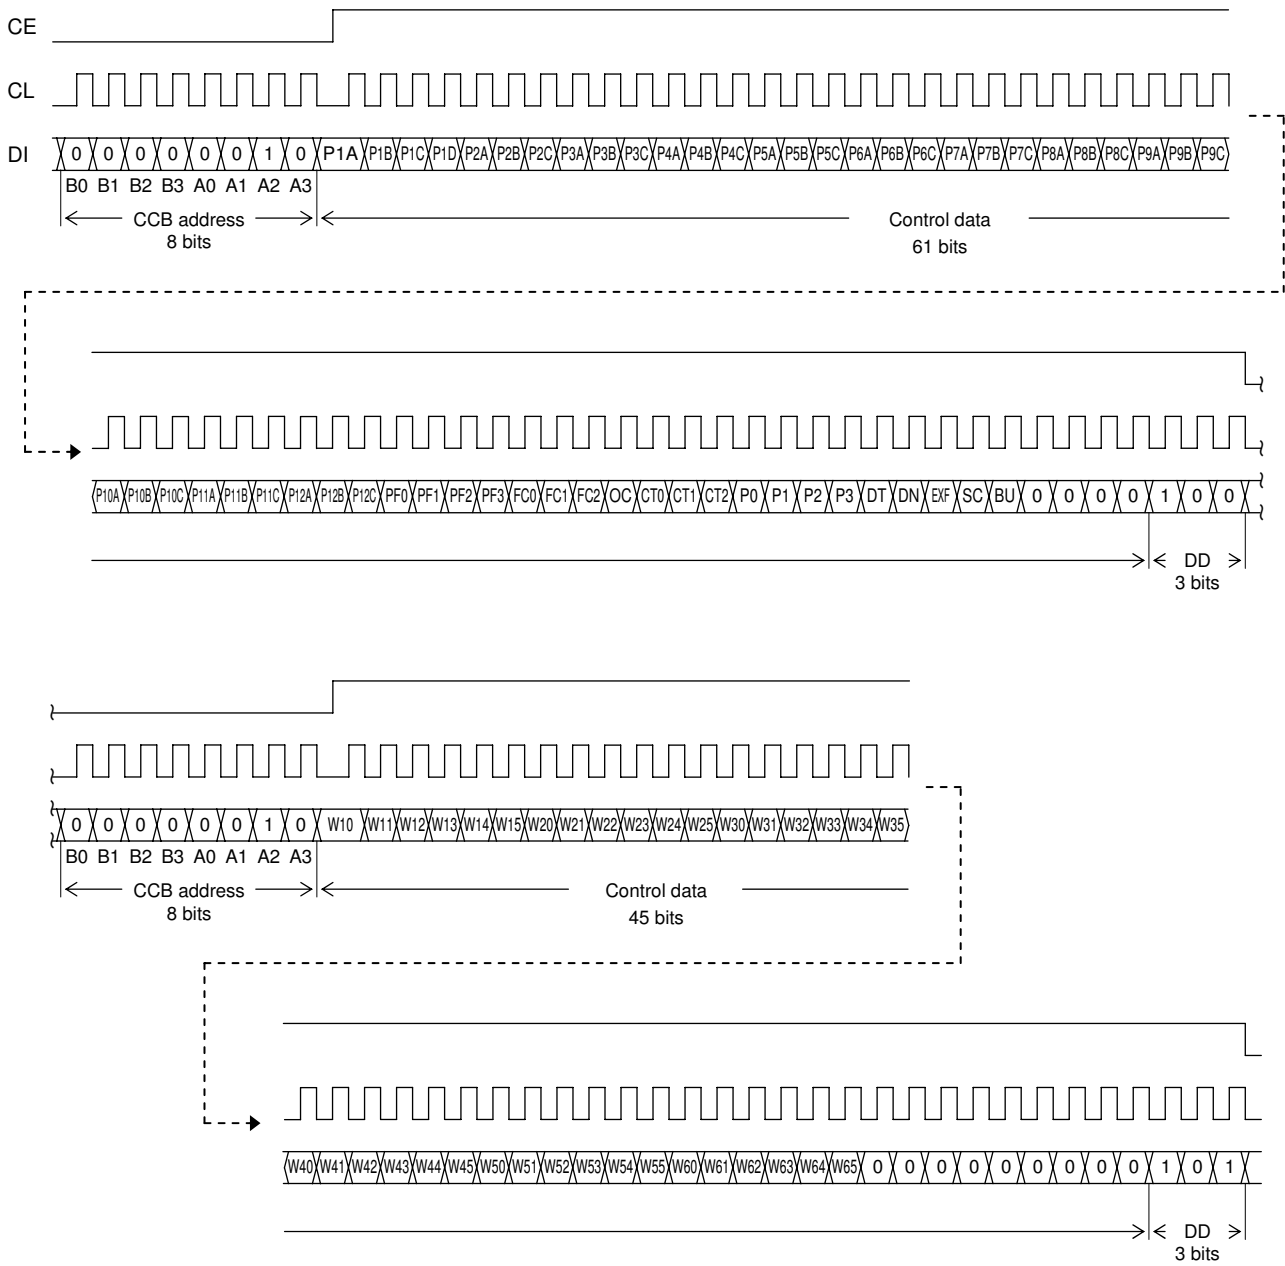 CE
CL
DI 0 0 0 0 0 0 1 0 P1A P1B P1C P1D P2A P2B P2C P3A P3B P3C P4A P4B P4C P5A P5B P5C P6A P6B P6C P7A P7B P7C P8A P8B P8C P9A P9B P9C
B0 B1 B2 B3 A0 A1 A2 A3
CCB address Control data
8 bits 61 bits
P10A P10B P10C P11A P11B P11C P12A P12B P12C PF0 PF1 PF2 PF3 FC0 FC1 FC2 OC CT0 CT1 CT2 P0 P1 P2 P3 DT DN EXF SC BU 0 0 0 0 1 0 0
DD
3 bits
0 0 0 0 0 0 1 0 W10 W11 W12 W13 W14 W15 W20 W21 W22 W23 W24 W25 W30 W31 W32 W33 W34 W35
B0 B1 B2 B3 A0 A1 A2 A3
CCB address Control data
8 bits 45 bits
W40 W41 W42 W43 W44 W45 W50 W51 W52 W53 W54 W55 W60 W61 W62 W63 W64 W65 0 0 0 0 0 0 0 0 0 1 0 1
DD
3 bits